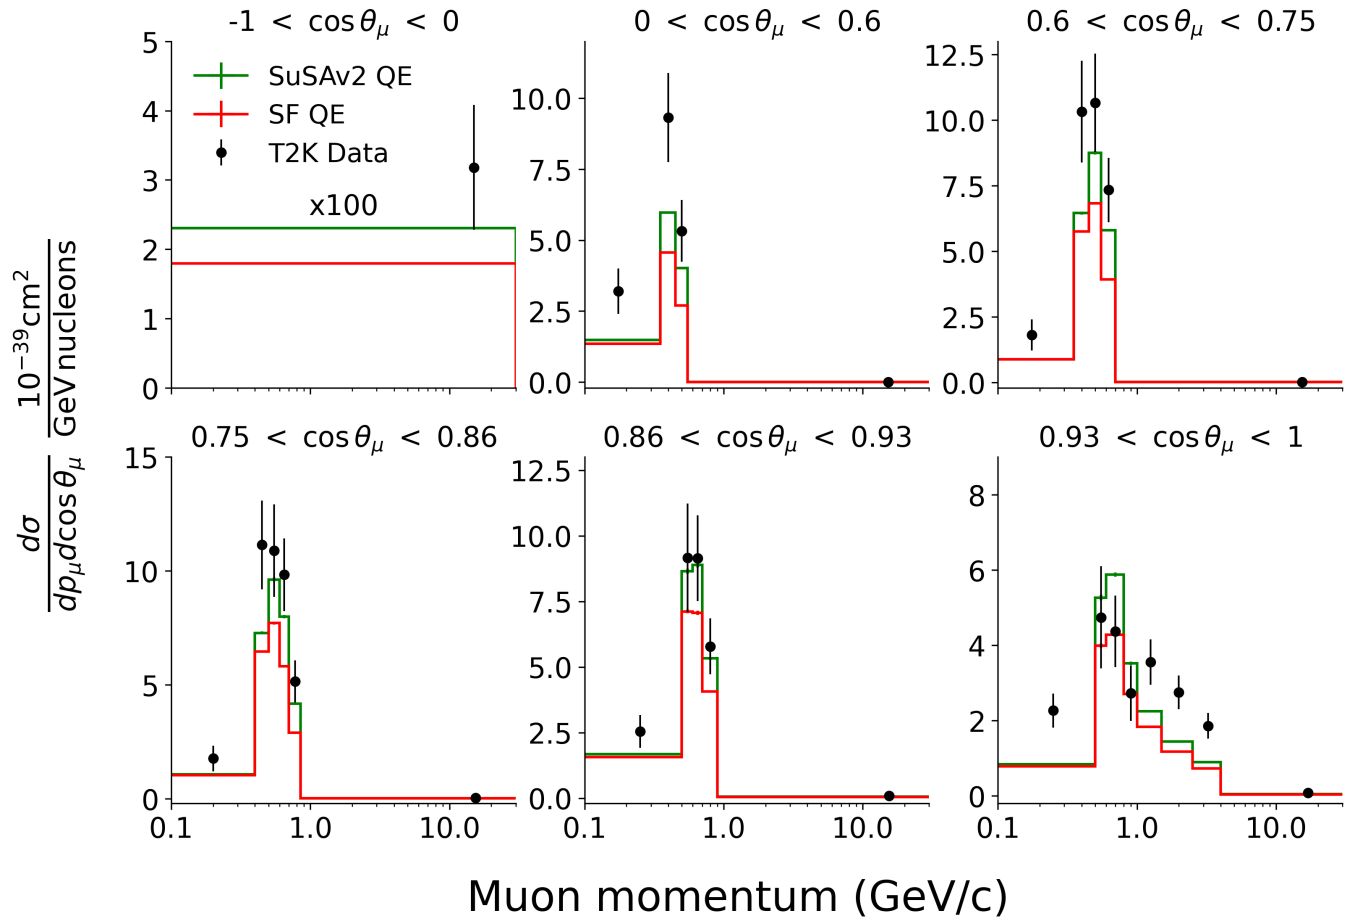 -1 < cos θμ < 0
0 < cos θμ < 0.6
0.6 < cos θμ < 0.75
SuSAv2 QE
SF QE
T2K Data
x100
5
4
3
2
1
0
10.0
7.5
5.0
2.5
0.0
12.5
10.0
7.5
5.0
2.5
0.0
0.1
1.0
10.0
0.75 < cos θμ < 0.86
0.86 < cos θμ < 0.93
0.93 < cos θμ < 1
15
10
5
0
12.5
10.0
7.5
5.0
2.5
0.0
8
6
4
2
0
0.1
1.0
10.0
0.1
1.0
10.0
0.1
1.0
10.0
dσ
dpμdcos θμ
10⁻³⁹cm²
GeV nucleons
Muon momentum (GeV/c)